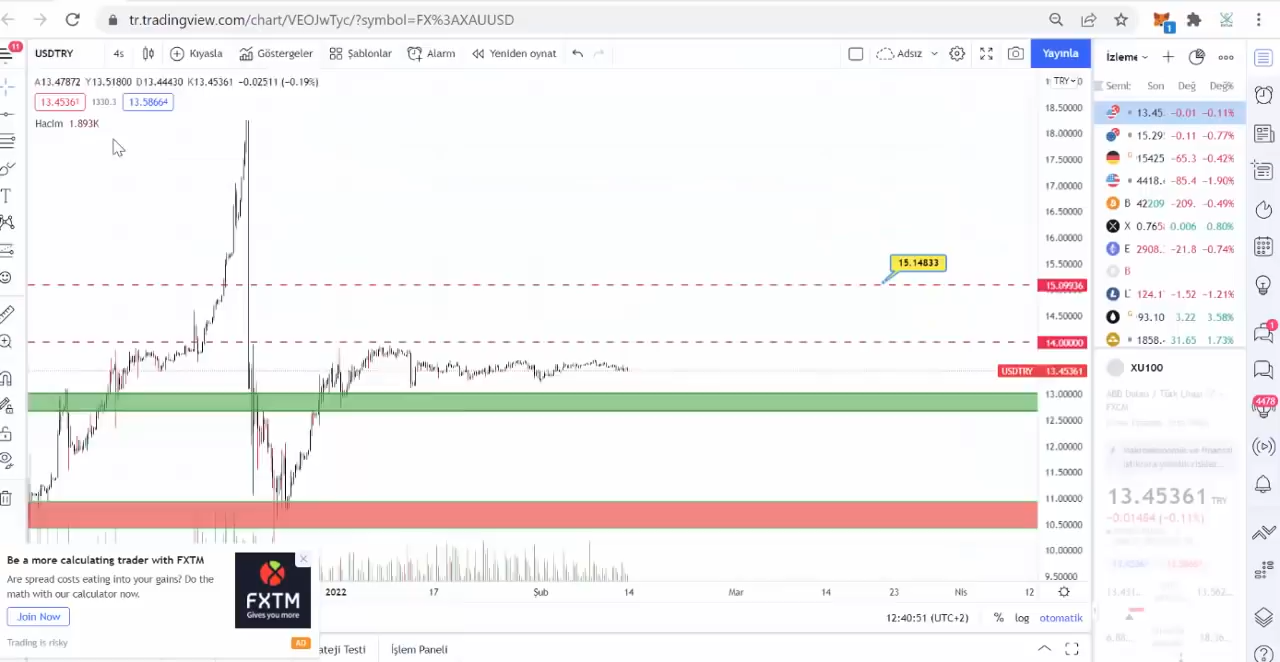 tr.tradingview.com/chart/VEOJwTyc/?symbol=FX%3AXAUUSD
1
11
USDTRY 4s Kıyasla Göstergeler Şablonlar Alarm Yeniden oynat Adsız Yayınla
A13.47872 Y13.51800 D13.44430 K13.45361 -0.02511 (-0.19%)
13.45361 1330.3 13.58664
Hacim 1.893K
TRY
18.50000
18.00000
17.50000
17.00000
16.50000
16.00000
15.50000
15.14833
15.09936
14.50000
14.00000
USDTRY 13.45361
13.00000
12.50000
12.00000
11.50000
11.00000
10.50000
10.00000
9.50000
2022 17 Şub 14 Mar 14 23 Nis 12
12:40:51 (UTC+2) % log otomatik
ateji Testi İşlem Paneli
Be a more calculating trader with FXTM
Are spread costs eating into your gains? Do the
math with our calculator now.
Join Now
Trading is risky
FXTM
Gives you more
AD
İzleme
Son Değ Değ%
13.45 -0.01 -0.11%
15.29 -0.11 -0.77%
15425 -65.3 -0.42%
4418. -85.4 -1.90%
B 42209 -209. -0.49%
X 0.765 0.006 0.80%
E 2908. -21.8 -0.74%
B
L 124.1 -1.52 -1.21%
93.10 3.22 3.58%
1858. 31.65 1.73%
XU100
13.45361 TRY
-0.01484 (-0.11%)
1
4478